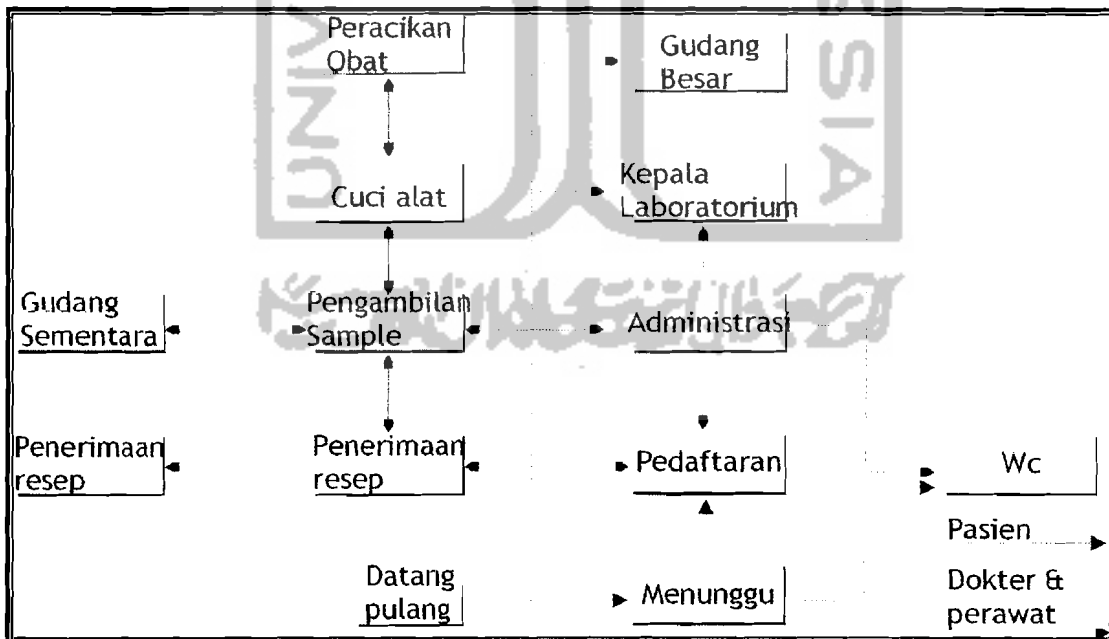 Peracikan
Obat
Gudang
Besar
Cuci alat
Kepala
Laboratorium
Gudang
Sementara
Pengambilan
Sample
Administrasi
Penerimaan
resep
Penerimaan
resep
Pedaftaran
Wc
Pasien
Datang
pulang
Menunggu
Dokter &
perawat